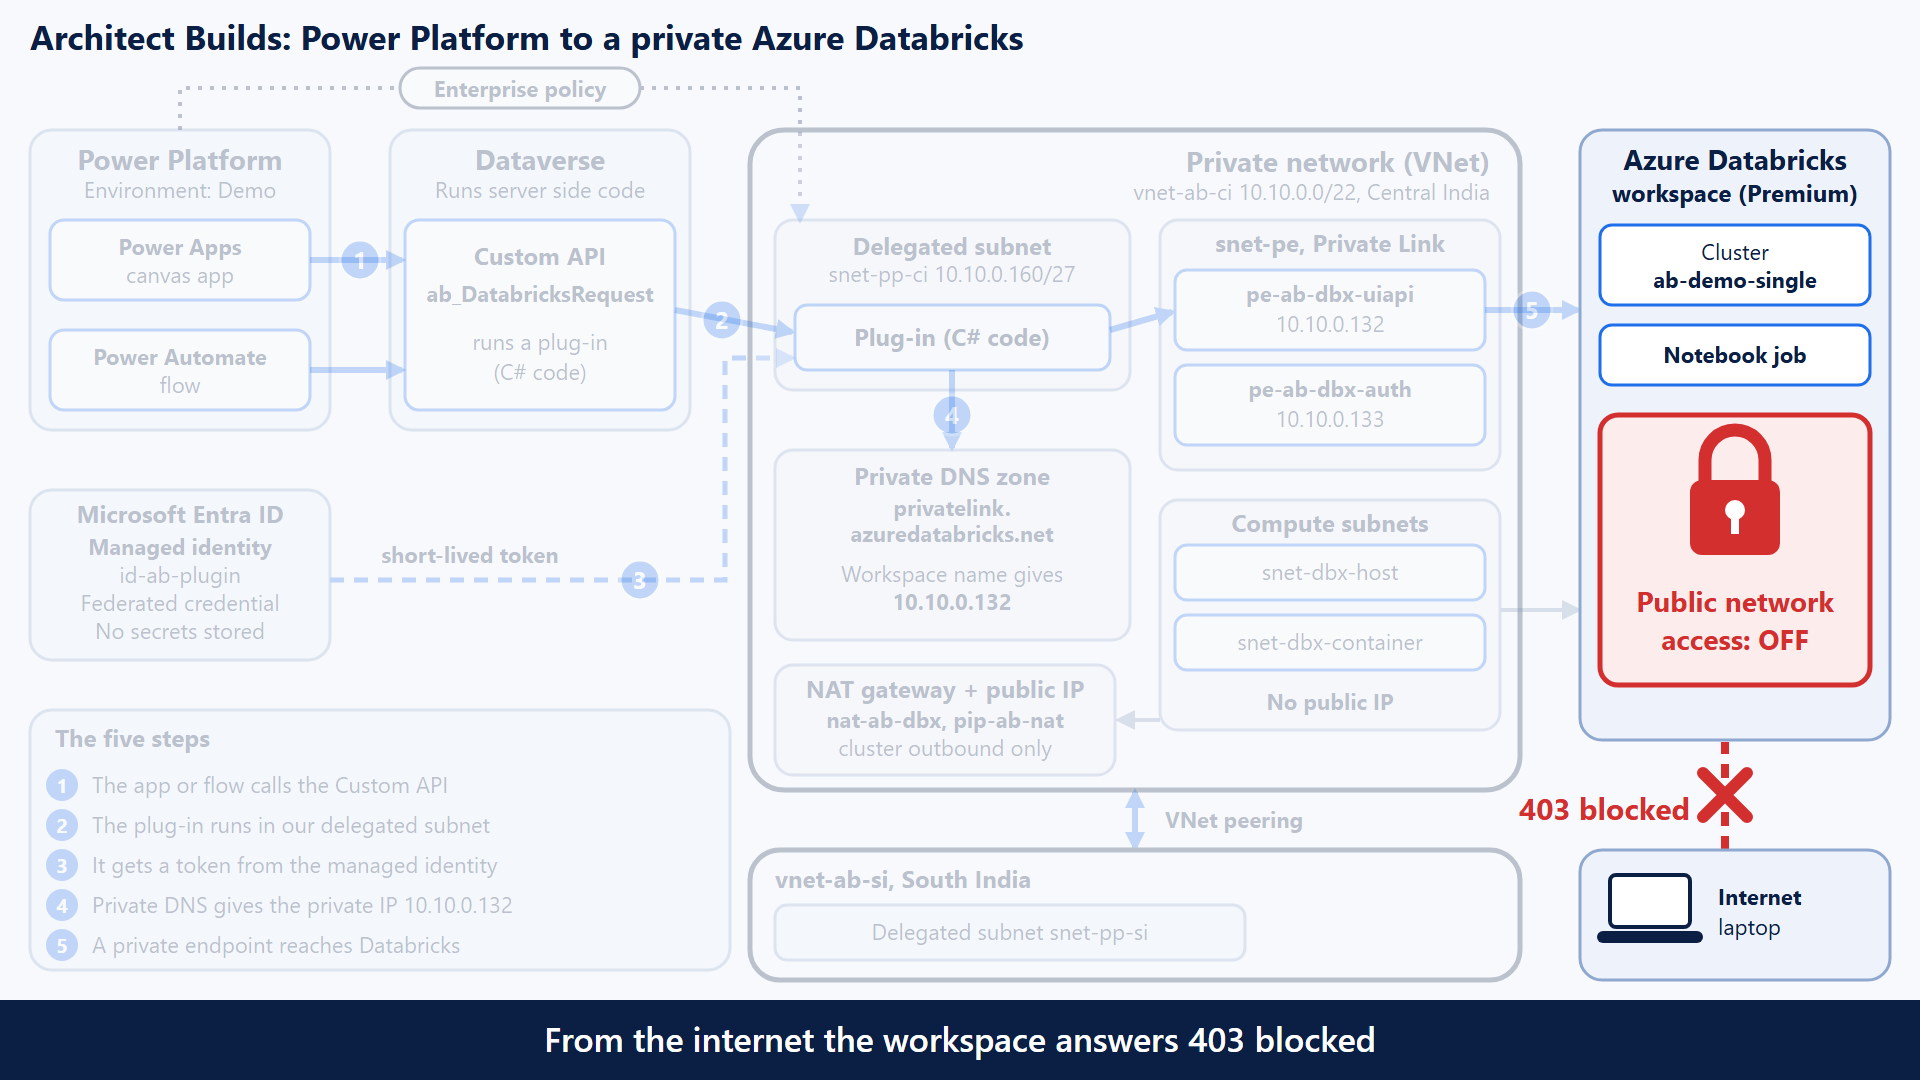 Architect Builds: Power Platform to a private Azure Databricks
Enterprise policy
Power Platform
Environment: Demo
Power Apps
canvas app
Power Automate
flow
1
Dataverse
Runs server side code
Custom API
ab_DatabricksRequest
runs a plug-in
(C# code)
2
Private network (VNet)
vnet-ab-ci 10.10.0.0/22, Central India
Delegated subnet
snet-pp-ci 10.10.0.160/27
Plug-in (C# code)
4
snet-pe, Private Link
pe-ab-dbx-uiapi
10.10.0.132
pe-ab-dbx-auth
10.10.0.133
5
Private DNS zone
privatelink.
azuredatabricks.net
Workspace name gives
10.10.0.132
Compute subnets
snet-dbx-host
snet-dbx-container
No public IP
NAT gateway + public IP
nat-ab-dbx, pip-ab-nat
cluster outbound only
Azure Databricks
workspace (Premium)
Cluster
ab-demo-single
Notebook job
Public network
access: OFF
Microsoft Entra ID
Managed identity
id-ab-plugin
Federated credential
No secrets stored
short-lived token
3
The five steps
1 The app or flow calls the Custom API
2 The plug-in runs in our delegated subnet
3 It gets a token from the managed identity
4 Private DNS gives the private IP 10.10.0.132
5 A private endpoint reaches Databricks
VNet peering
vnet-ab-si, South India
Delegated subnet snet-pp-si
403 blocked
Internet
laptop
From the internet the workspace answers 403 blocked